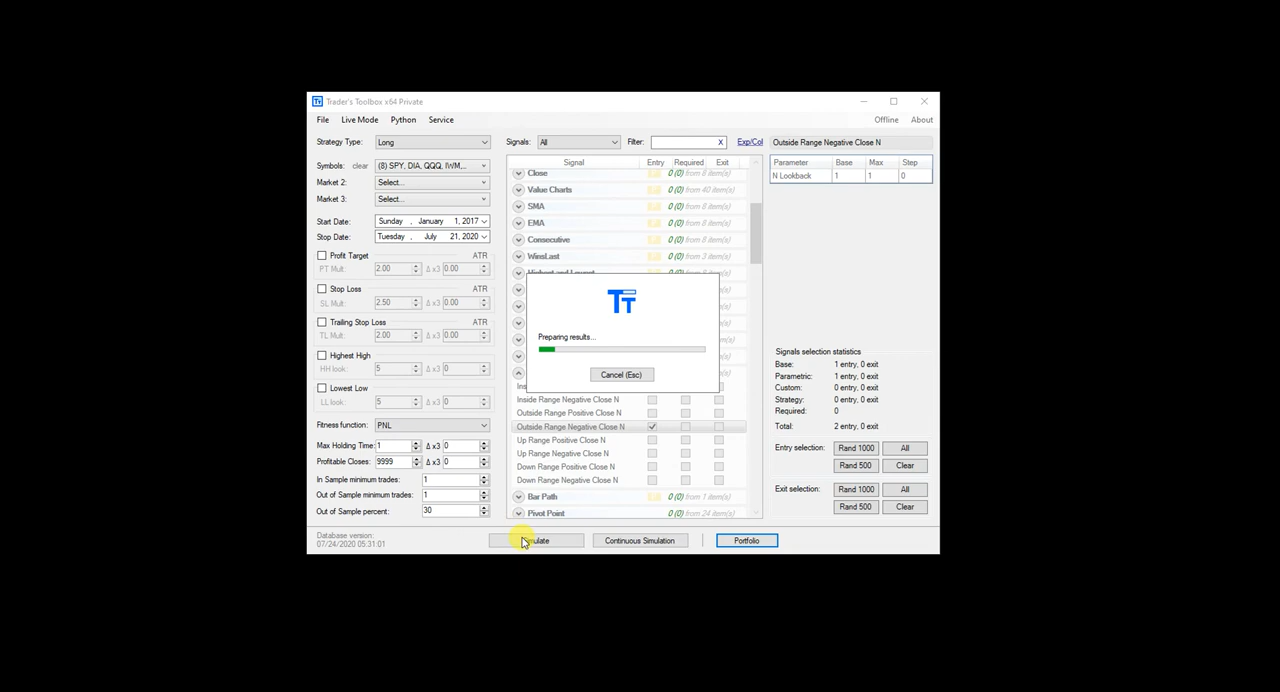 Trader's Toolbox x64 Private
File Live Mode Python Service Offline About
Strategy Type: Long
Symbols: clear (8) SPY, DIA, QQQ, IWM,...
Market 2: Select...
Market 3: Select...
Start Date: Sunday , January 1, 2017
Stop Date: Tuesday , July 21, 2020
Profit Target ATR
PT Mult: 2.00 Δ x3 0.00
Stop Loss ATR
SL Mult: 2.50 Δ x3 0.00
Trailing Stop Loss ATR
TL Mult: 2.00 Δ x3 0.00
Highest High
HH look: 5 Δ x3 0
Lowest Low
LL look: 5 Δ x3 0
Fitness function: PNL
Max Holding Time: 1 Δ x3 0
Profitable Closes: 9999 Δ x3 0
In Sample minimum trades: 1
Out of Sample minimum trades: 1
Out of Sample percent: 30
Signals: All Filter: X Exp/Col
Signal Entry Required Exit
Close 0 (0) from 8 item(s)
Value Charts 0 (0) from 40 item(s)
SMA 0 (0) from 8 item(s)
EMA 0 (0) from 8 item(s)
Consecutive 0 (0) from 8 item(s)
WinsLast 0 (0) from 3 item(s)
Highest and Lowest
TT
Preparing results...
Cancel (Esc)
Inside Range Negative Close N
Outside Range Positive Close N
Outside Range Negative Close N
Up Range Positive Close N
Up Range Negative Close N
Down Range Positive Close N
Down Range Negative Close N
Bar Path 0 (0) from 1 item(s)
Pivot Point 0 (0) from 24 item(s)
Outside Range Negative Close N
Parameter Base Max Step
N Lookback 1 1 0
Signals selection statistics
Base: 1 entry, 0 exit
Parametric: 1 entry, 0 exit
Custom: 0 entry, 0 exit
Strategy: 0 entry, 0 exit
Required: 0
Total: 2 entry, 0 exit
Entry selection: Rand 1000 All
Rand 500 Clear
Exit selection: Rand 1000 All
Rand 500 Clear
Database version:
07/24/2020 05:31:01
Simulate Continuous Simulation Portfolio